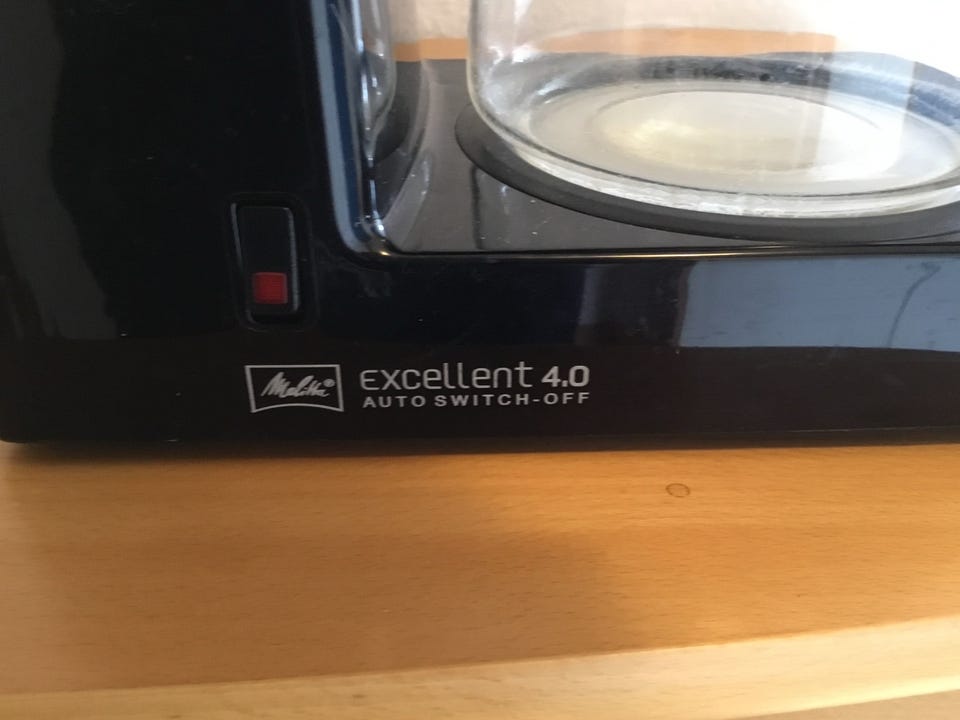 Melitta® excellent 4.0
AUTO SWITCH-OFF